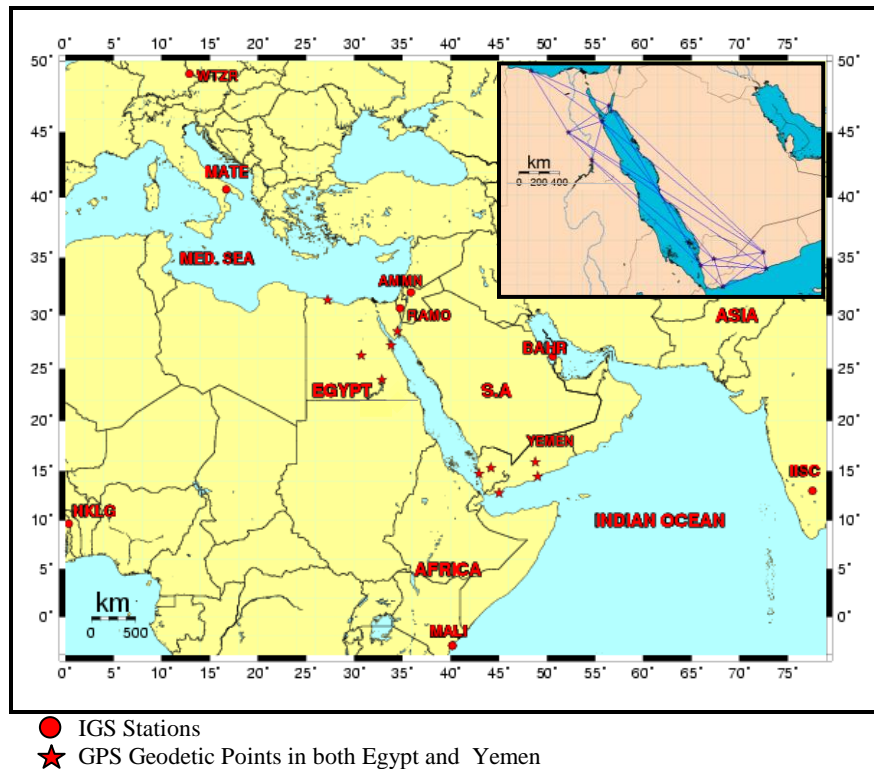 0° 5° 10° 15° 20° 25° 30° 35° 40° 45° 50° 55° 60° 65° 70° 75°
50° 50°
WTZR
45° 45°
km
0 200 400
MATE
40° 40°
35° MED. SEA 35°
AMMN
30° RAMO ASIA 30°
BAHR
25° 25°
EGYPT S.A
20° 20°
YEMEN
15° IISC 15°
NKLG
10° INDIAN OCEAN 10°
5° AFRICA 5°
km
0° 0°
0 500
MALI
0° 5° 10° 15° 20° 25° 30° 35° 40° 45° 50° 55° 60° 65° 70° 75°
IGS Stations
GPS Geodetic Points in both Egypt and Yemen